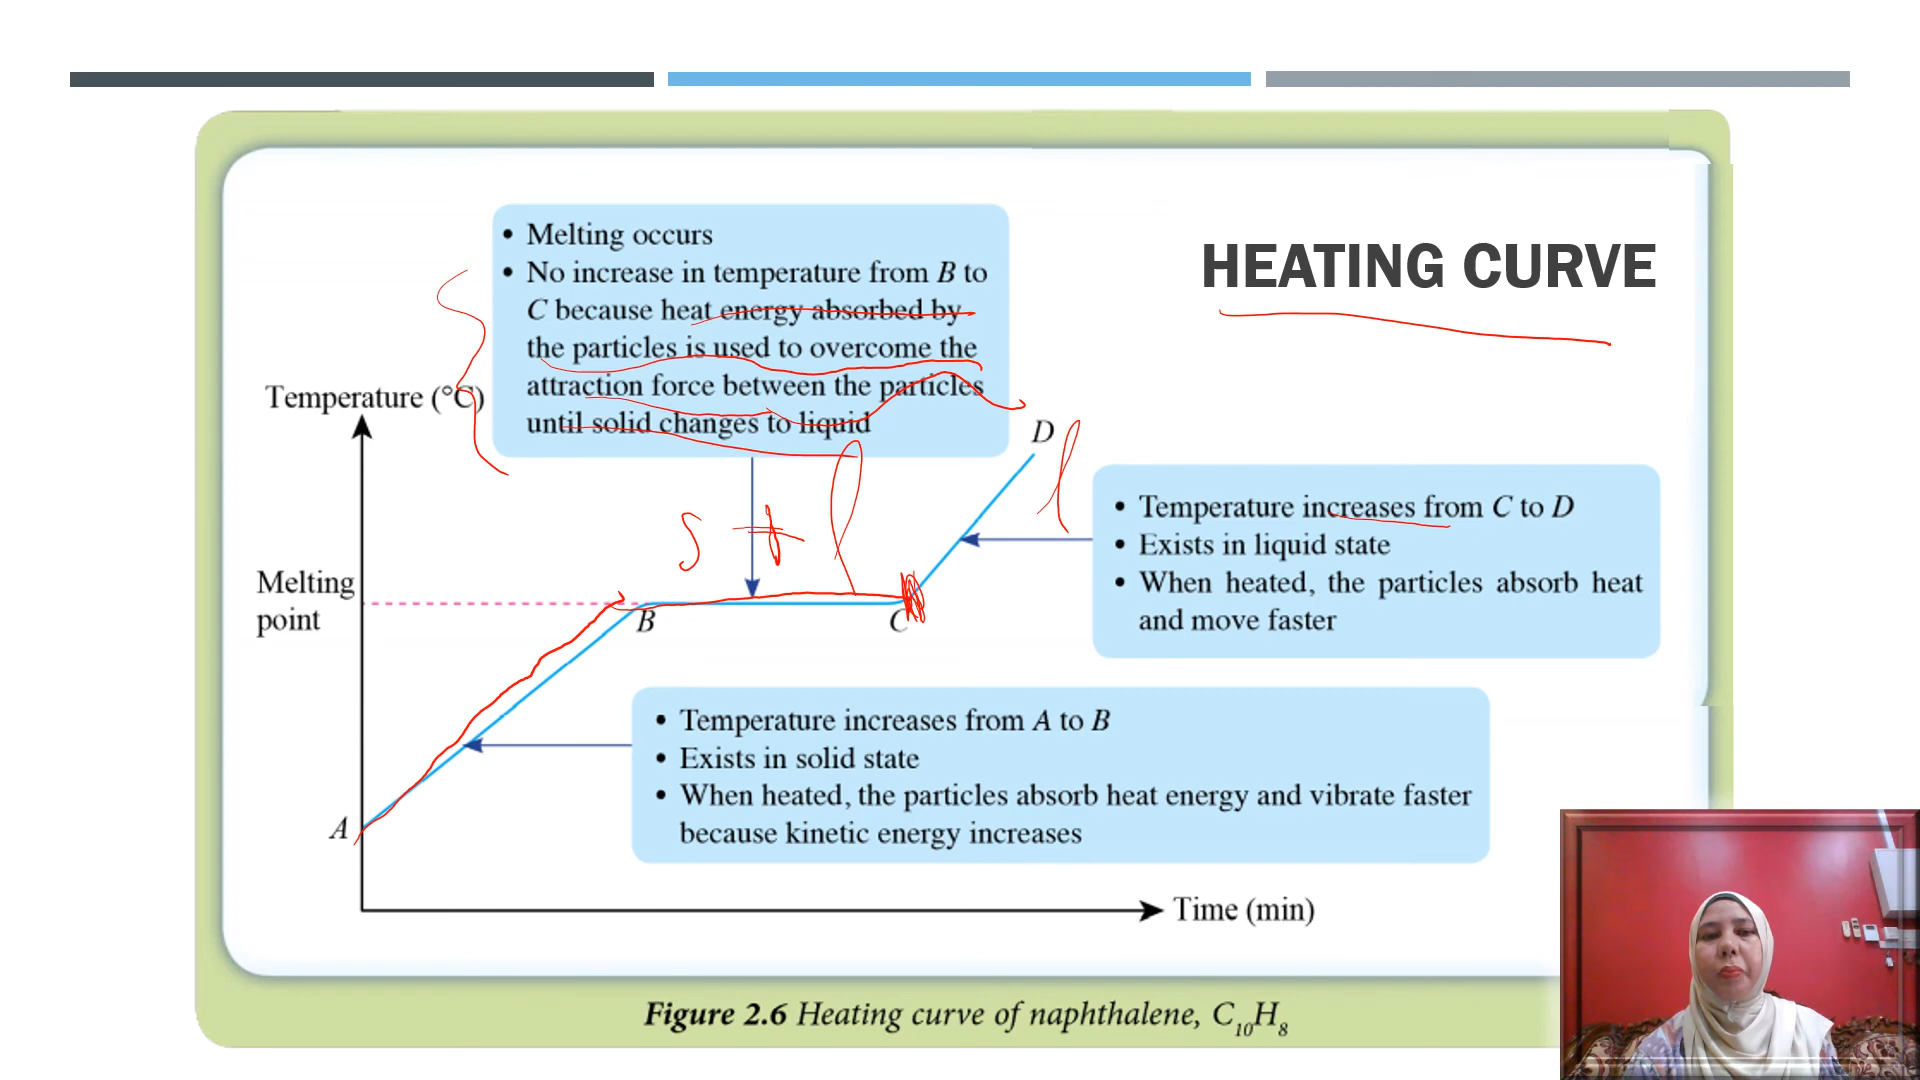 HEATING CURVE
• Melting occurs
• No increase in temperature from B to
C because heat energy absorbed by
the particles is used to overcome the
attraction force between the particles
until solid changes to liquid
Temperature (°C)
D
l
• Temperature increases from C to D
• Exists in liquid state
• When heated, the particles absorb heat
and move faster
s + l
Melting
point
B
C
• Temperature increases from A to B
• Exists in solid state
• When heated, the particles absorb heat energy and vibrate faster
because kinetic energy increases
A
Time (min)
Figure 2.6 Heating curve of naphthalene, C₁₀H₈